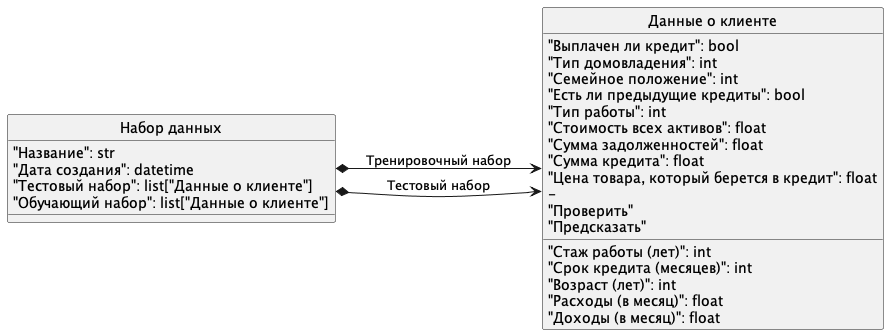 Набор данных
"Название": str
"Дата создания": datetime
"Тестовый набор": list["Данные о клиенте"]
"Обучающий набор": list["Данные о клиенте"]
Тренировочный набор
Тестовый набор
Данные о клиенте
"Выплачен ли кредит": bool
"Тип домовладения": int
"Семейное положение": int
"Есть ли предыдущие кредиты": bool
"Тип работы": int
"Стоимость всех активов": float
"Сумма задолженностей": float
"Сумма кредита": float
"Цена товара, который берется в кредит": float
–
"Проверить"
"Предсказать"
"Стаж работы (лет)": int
"Срок кредита (месяцев)": int
"Возраст (лет)": int
"Расходы (в месяц)": float
"Доходы (в месяц)": float